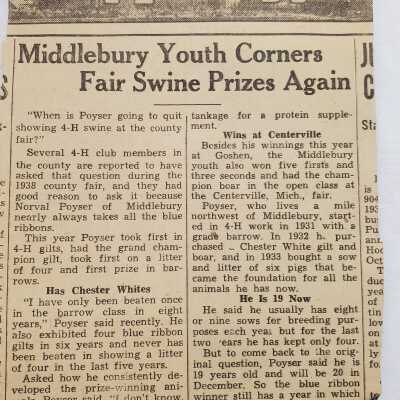 Middlebury Youth Corners
Fair Swine Prizes Again
"When is Poyser going to quit
showing 4-H swine at the county
fair?"
Several 4-H club members in
the county are reported to have
asked that question during the
1938 county fair, and they had
good reason to ask it because
Norval Poyser of Middlebury
nearly always takes all the blue
ribbons.
This year Poyser took first in
4-H gilts, had the grand cham-
pion gilt, took first on a litter
of four and first prize in bar-
rows.
Has Chester Whites
"I have only been beaten once
in the barrow class in eight
years," Poyser said recently. He
also exhibited four blue ribbon
gilts in six years and never has
been beaten in showing a litter
of four in the last five years.
Asked how he consistently de-
veloped the prize-winning ani-
Poyser said "I don't know,
tankage for a protein supple-
ment.
Wins at Centerville
Besides his winnings this year
at Goshen, the Middlebury
youth also won five firsts and
three seconds and had the cham-
pion boar in the open class at
the Centerville, Mich., fair.
Poyser, who lives a mile
northwest of Middlebury, start-
ed in 4-H work in 1931 with a
grade barrow. In 1932 h. pur-
chased . Chester White gilt and
boar, and in 1933 bought a sow
and litter of six pigs that be-
came the foundation for all the
animals he has now.
He Is 19 Now
He said he usually has eight
or nine sows for breeding pur-
poses each year but for the last
two years he has kept only four.
But to come back to the orig-
inal question, Poyser said he is
19 years old and will be 20 in
December. So the blue ribbon
winner still has a year in which